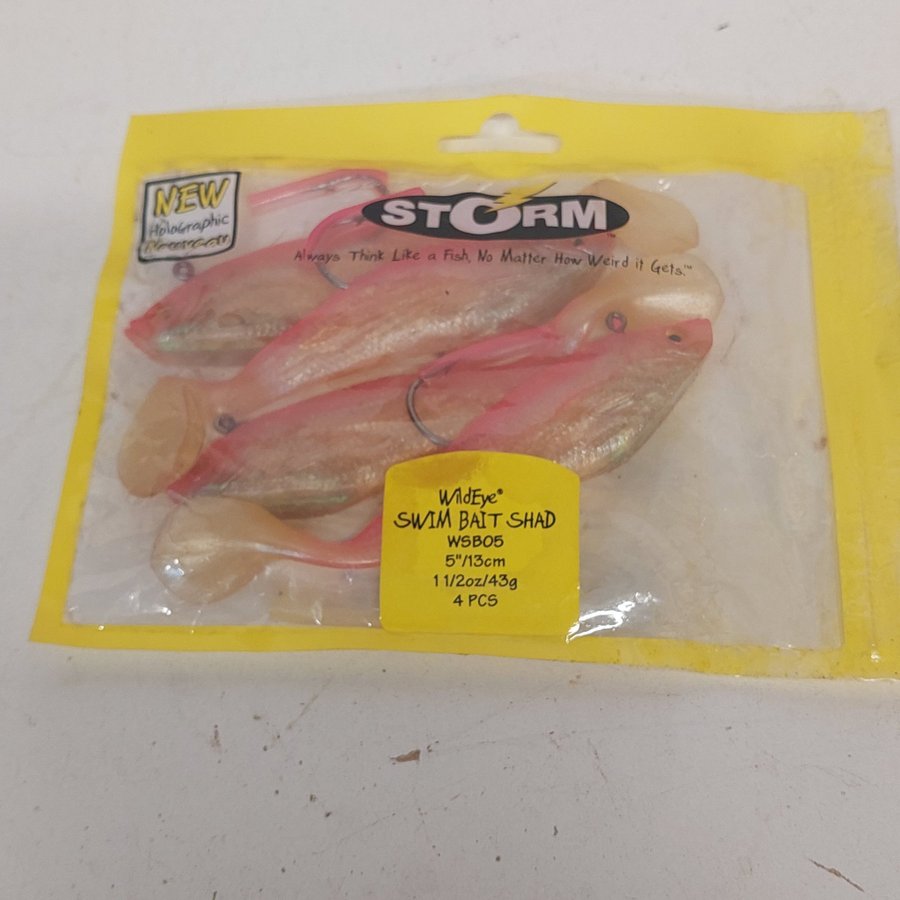 NEW
Holographic
STORM™
Always Think Like a Fish, No Matter How Weird it Gets.™
WildEye®
SWIM BAIT SHAD
WSB05
5"/13cm
1 1/2oz/43g
4 PCS